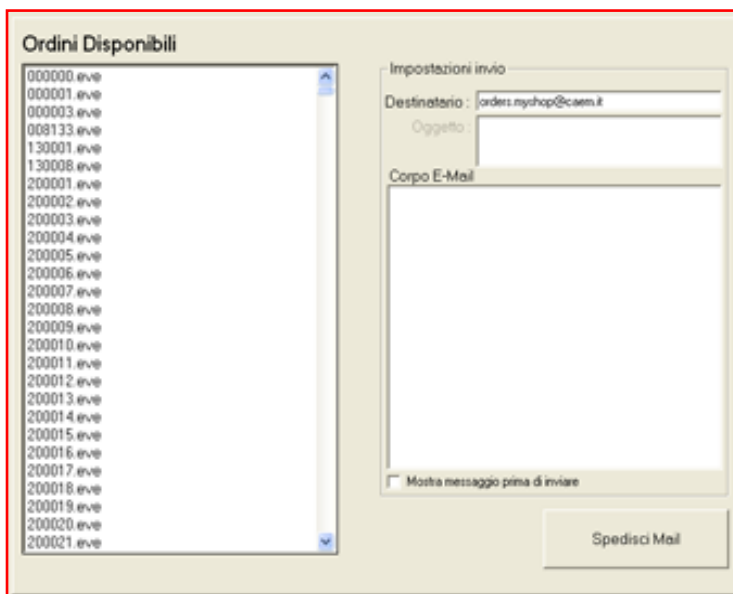 Ordini Disponibili
000000.eve
000001.eve
000003.eve
008133.eve
130001.eve
130008.eve
200001.eve
200002.eve
200003.eve
200004.eve
200005.eve
200006.eve
200007.eve
200008.eve
200009.eve
200010.eve
200011.eve
200012.eve
200013.eve
200014.eve
200015.eve
200016.eve
200017.eve
200018.eve
200019.eve
200020.eve
200021.eve
Impostazioni invio
Destinatario : orders.myshop@caem.it
Oggetto :
Corpo E-Mail
Mostra messaggio prima di inviare
Spedisci Mail